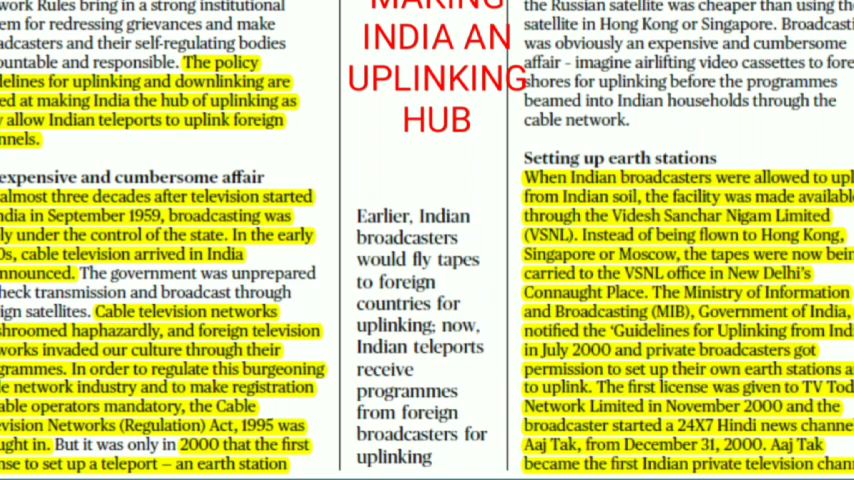 work Rules bring in a strong institutional
em for redressing grievances and make
adcasters and their self-regulating bodies
ountable and responsible. The policy
delines for uplinking and downlinking are
ed at making India the hub of uplinking as
allow Indian teleports to uplink foreign
nnels.
expensive and cumbersome affair
almost three decades after television started
ndia in September 1959, broadcasting was
ly under the control of the state. In the early
0s, cable television arrived in India
nnounced. The government was unprepared
heck transmission and broadcast through
ign satellites. Cable television networks
shroomed haphazardly, and foreign television
works invaded our culture through their
grammes. In order to regulate this burgeoning
le network industry and to make registration
able operators mandatory, the Cable
evision Networks (Regulation) Act, 1995 was
ught in. But it was only in 2000 that the first
nse to set up a teleport – an earth station
MAKING
INDIA AN
UPLINKING
HUB
Earlier, Indian
broadcasters
would fly tapes
to foreign
countries for
uplinking; now,
Indian teleports
receive
programmes
from foreign
broadcasters for
uplinking
the Russian satellite was cheaper than using the
satellite in Hong Kong or Singapore. Broadcasti
was obviously an expensive and cumbersome
affair – imagine airlifting video cassettes to fore
shores for uplinking before the programmes
beamed into Indian households through the
cable network.
Setting up earth stations
When Indian broadcasters were allowed to upl
from Indian soil, the facility was made available
through the Videsh Sanchar Nigam Limited
(VSNL). Instead of being flown to Hong Kong,
Singapore or Moscow, the tapes were now bein
carried to the VSNL office in New Delhi's
Connaught Place. The Ministry of Information
and Broadcasting (MIB), Government of India,
notified the 'Guidelines for Uplinking from Indi
in July 2000 and private broadcasters got
permission to set up their own earth stations a
to uplink. The first license was given to TV Tod
Network Limited in November 2000 and the
broadcaster started a 24X7 Hindi news channe
Aaj Tak, from December 31, 2000. Aaj Tak
became the first Indian private television chan